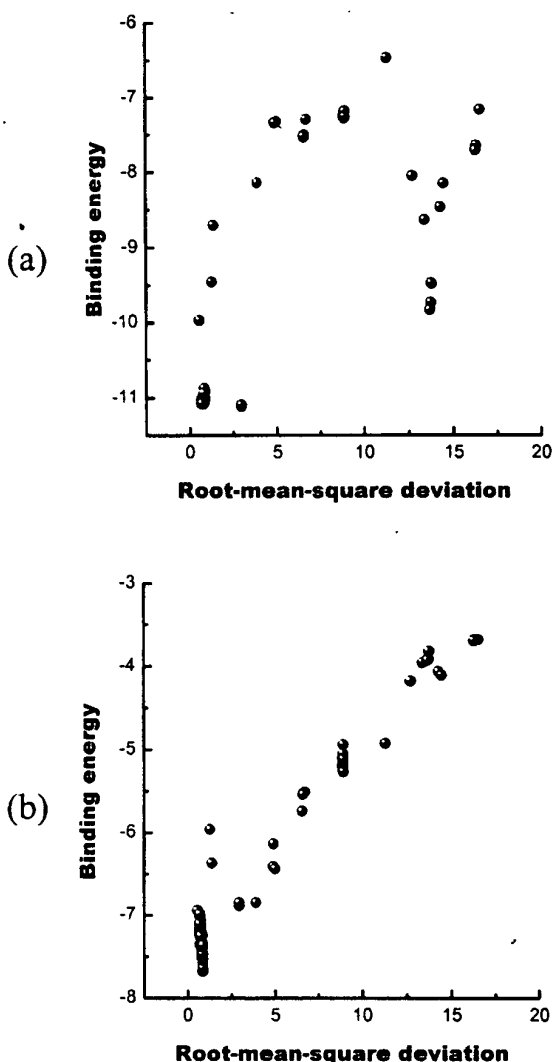 -6
-7
-8
(a)
Binding energy
-9
-10
-11
0 5 10 15 20
Root-mean-square deviation
-3
-4
-5
(b)
Binding energy
-6
-7
-8
0 5 10 15 20
Root-mean-square deviation